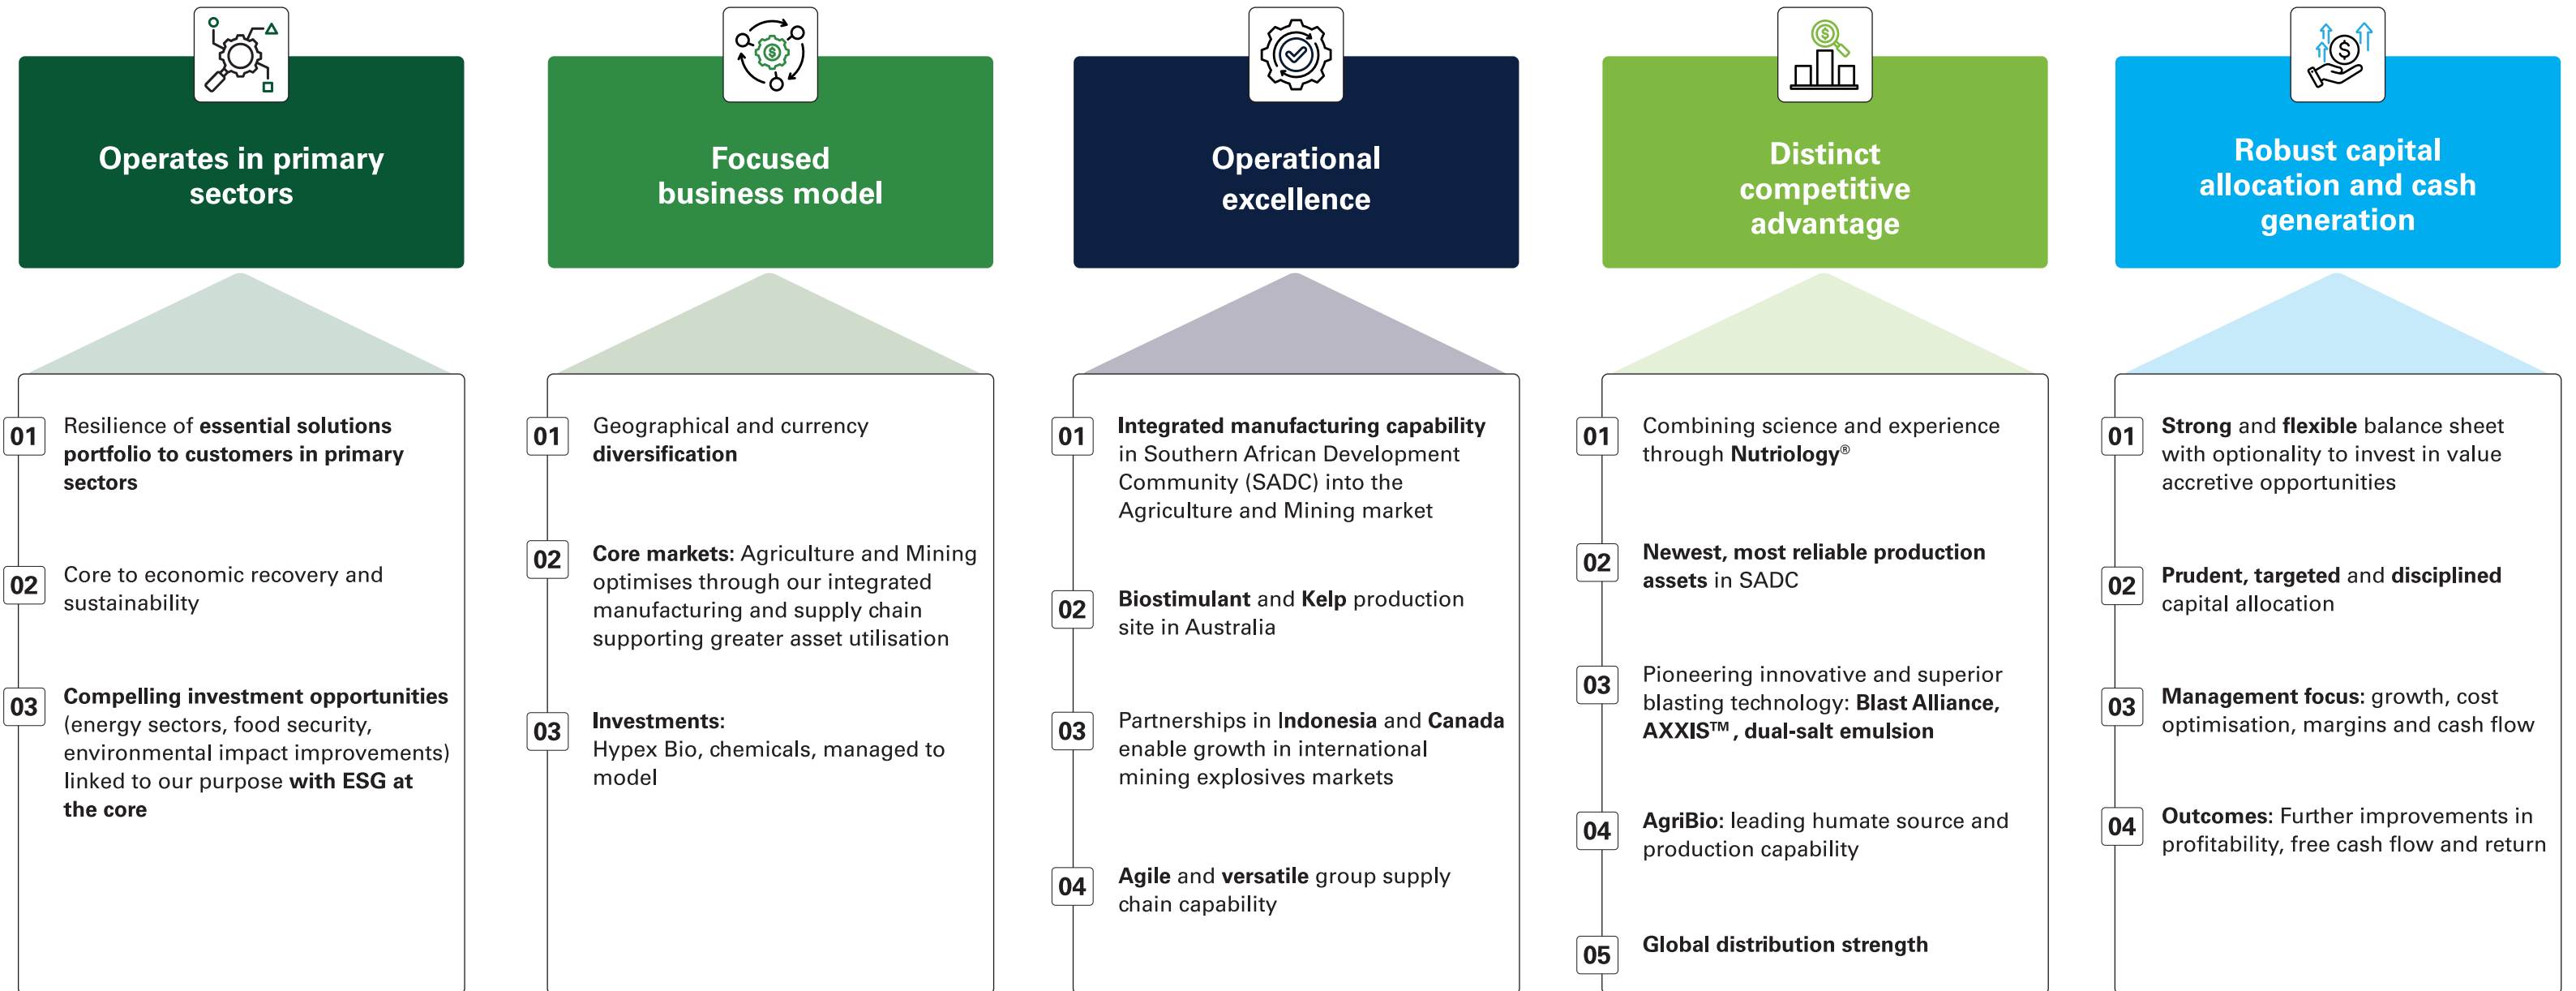 Operates in primary
sectors
01
Resilience of essential solutions
portfolio to customers in primary
sectors
02
Core to economic recovery and
sustainability
03
Compelling investment opportunities
(energy sectors, food security,
environmental impact improvements)
linked to our purpose with ESG at
the core
Focused
business model
01
Geographical and currency
diversification
02
Core markets: Agriculture and Mining
optimises through our integrated
manufacturing and supply chain
supporting greater asset utilisation
03
Investments:
Hypex Bio, chemicals, managed to
model
Operational
excellence
01
Integrated manufacturing capability
in Southern African Development
Community (SADC) into the
Agriculture and Mining market
02
Biostimulant and Kelp production
site in Australia
03
Partnerships in Indonesia and Canada
enable growth in international
mining explosives markets
04
Agile and versatile group supply
chain capability
Distinct
competitive
advantage
01
Combining science and experience
through Nutriology®
02
Newest, most reliable production
assets in SADC
03
Pioneering innovative and superior
blasting technology: Blast Alliance,
AXXIS™ , dual-salt emulsion
04
AgriBio: leading humate source and
production capability
05
Global distribution strength
Robust capital
allocation and cash
generation
01
Strong and flexible balance sheet
with optionality to invest in value
accretive opportunities
02
Prudent, targeted and disciplined
capital allocation
03
Management focus: growth, cost
optimisation, margins and cash flow
04
Outcomes: Further improvements in
profitability, free cash flow and return